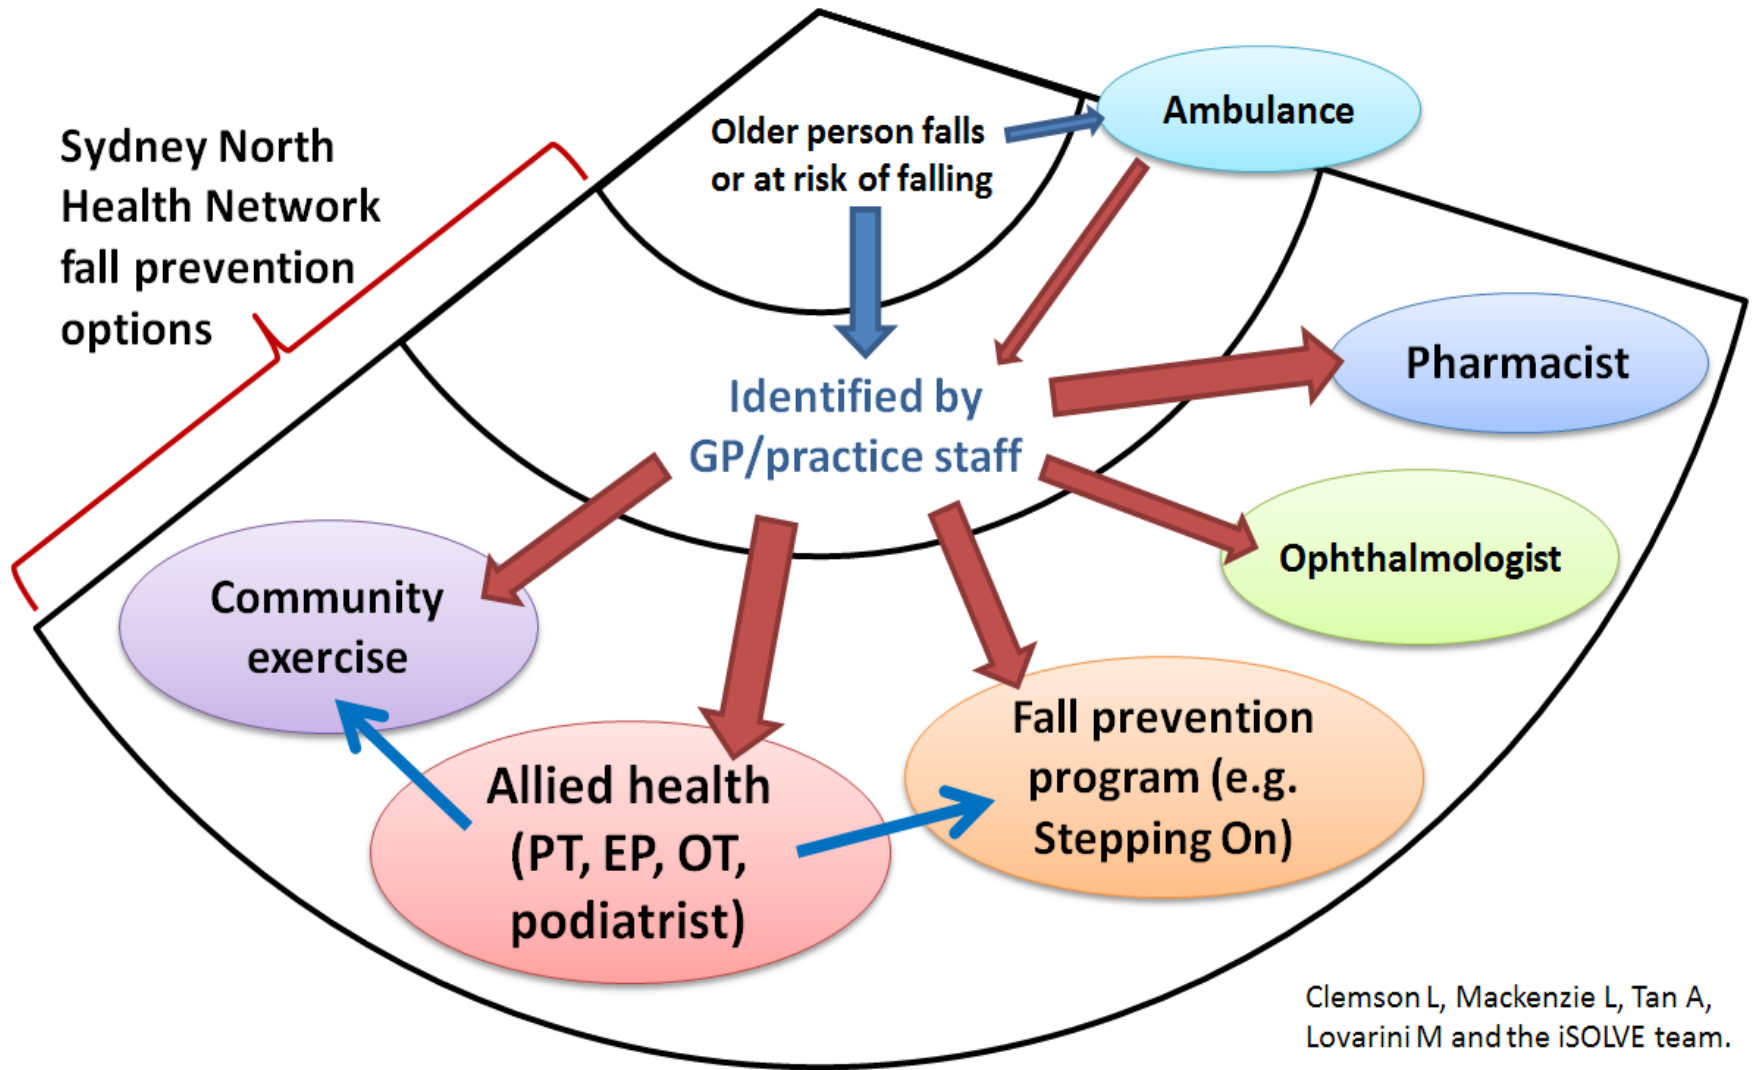 Sydney North
Health Network
fall prevention
options
Older person falls
or at risk of falling
Ambulance
Identified by
GP/practice staff
Pharmacist
Ophthalmologist
Community
exercise
Allied health
(PT, EP, OT,
podiatrist)
Fall prevention
program (e.g.
Stepping On)
Clemson L, Mackenzie L, Tan A,
Lovarini M and the iSOLVE team.